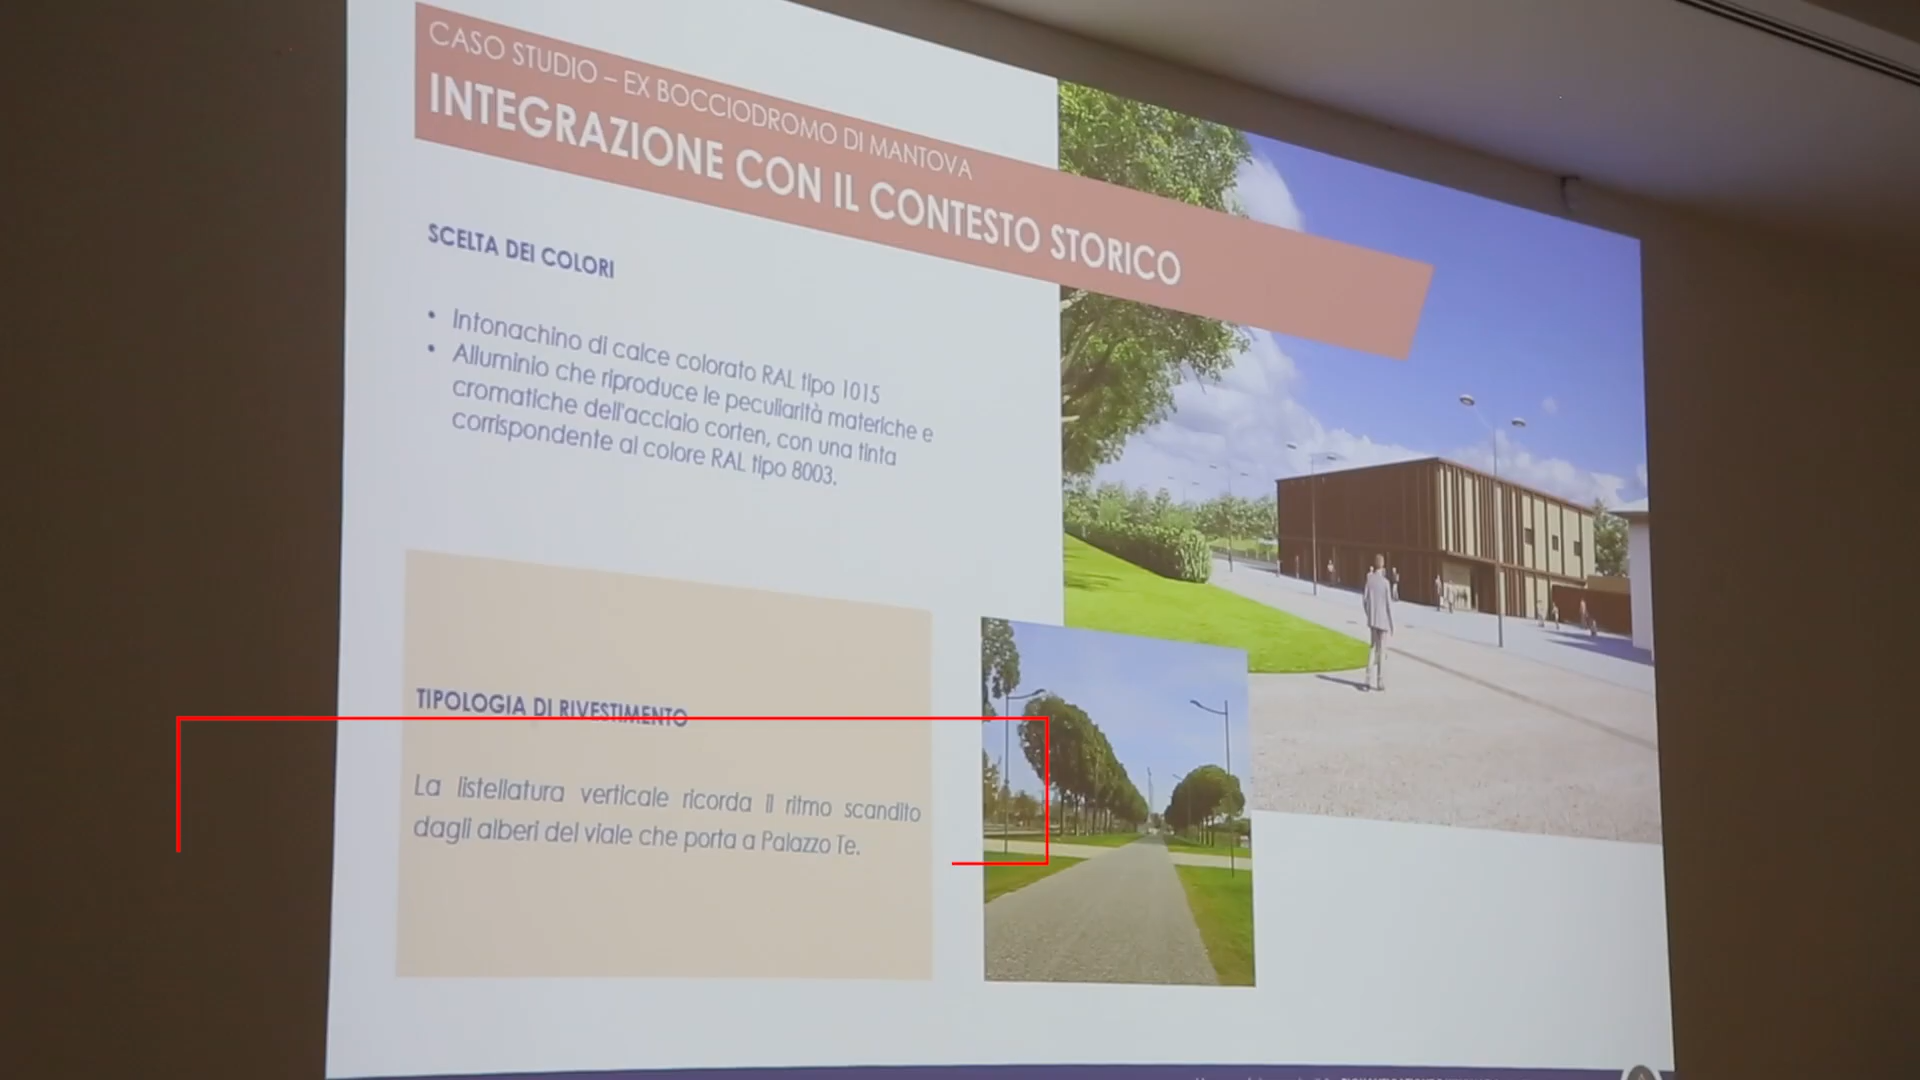 CASO STUDIO – EX BOCCIODROMO DI MANTOVA
INTEGRAZIONE CON IL CONTESTO STORICO
SCELTA DEI COLORI
• Intonachino di calce colorato RAL tipo 1015
• Alluminio che riproduce le peculiarità materiche e
cromatiche dell'acciaio corten, con una tinta
corrispondente al colore RAL tipo 8003.
TIPOLOGIA DI RIVESTIMENTO
La listellatura verticale ricorda il ritmo scandito
dagli alberi del viale che porta a Palazzo Te.